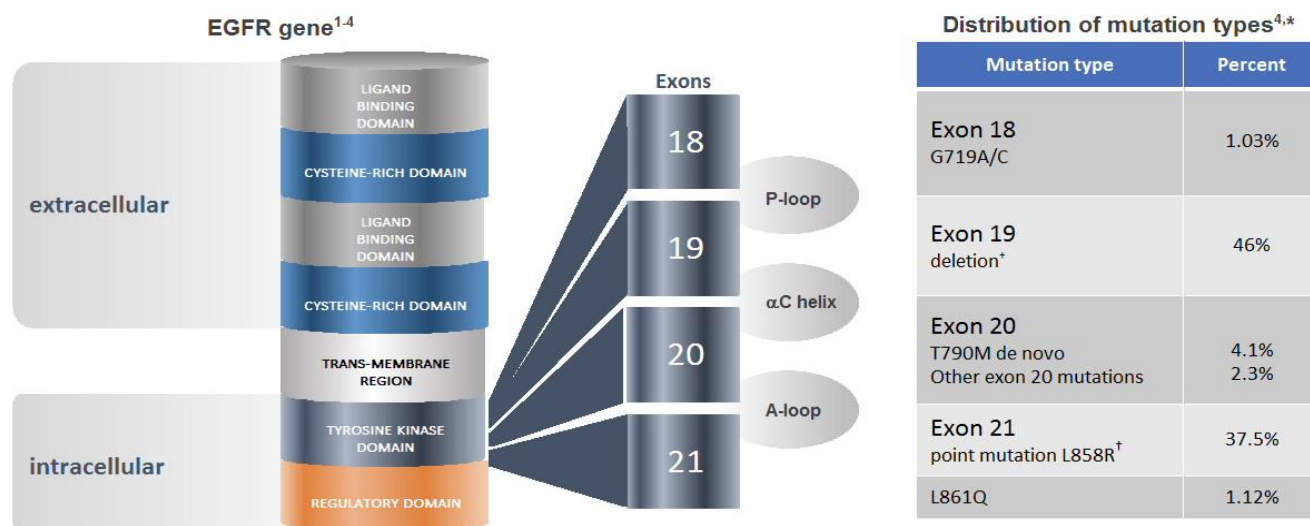 EGFR gene1-4
extracellular
intracellular
LIGAND
BINDING
DOMAIN
CYSTEINE-RICH DOMAIN
LIGAND
BINDING
DOMAIN
CYSTEINE-RICH DOMAIN
TRANS-MEMBRANE
REGION
TYROSINE KINASE
DOMAIN
REGULATORY DOMAIN
Exons
18
19
20
21
P-loop
αC helix
A-loop
Distribution of mutation types4,*
Mutation type Percent
Exon 18
G719A/C
1.03%
Exon 19
deletion†
46%
Exon 20
T790M de novo 4.1%
Other exon 20 mutations 2.3%
Exon 21
point mutation L858R†
37.5%
L861Q 1.12%